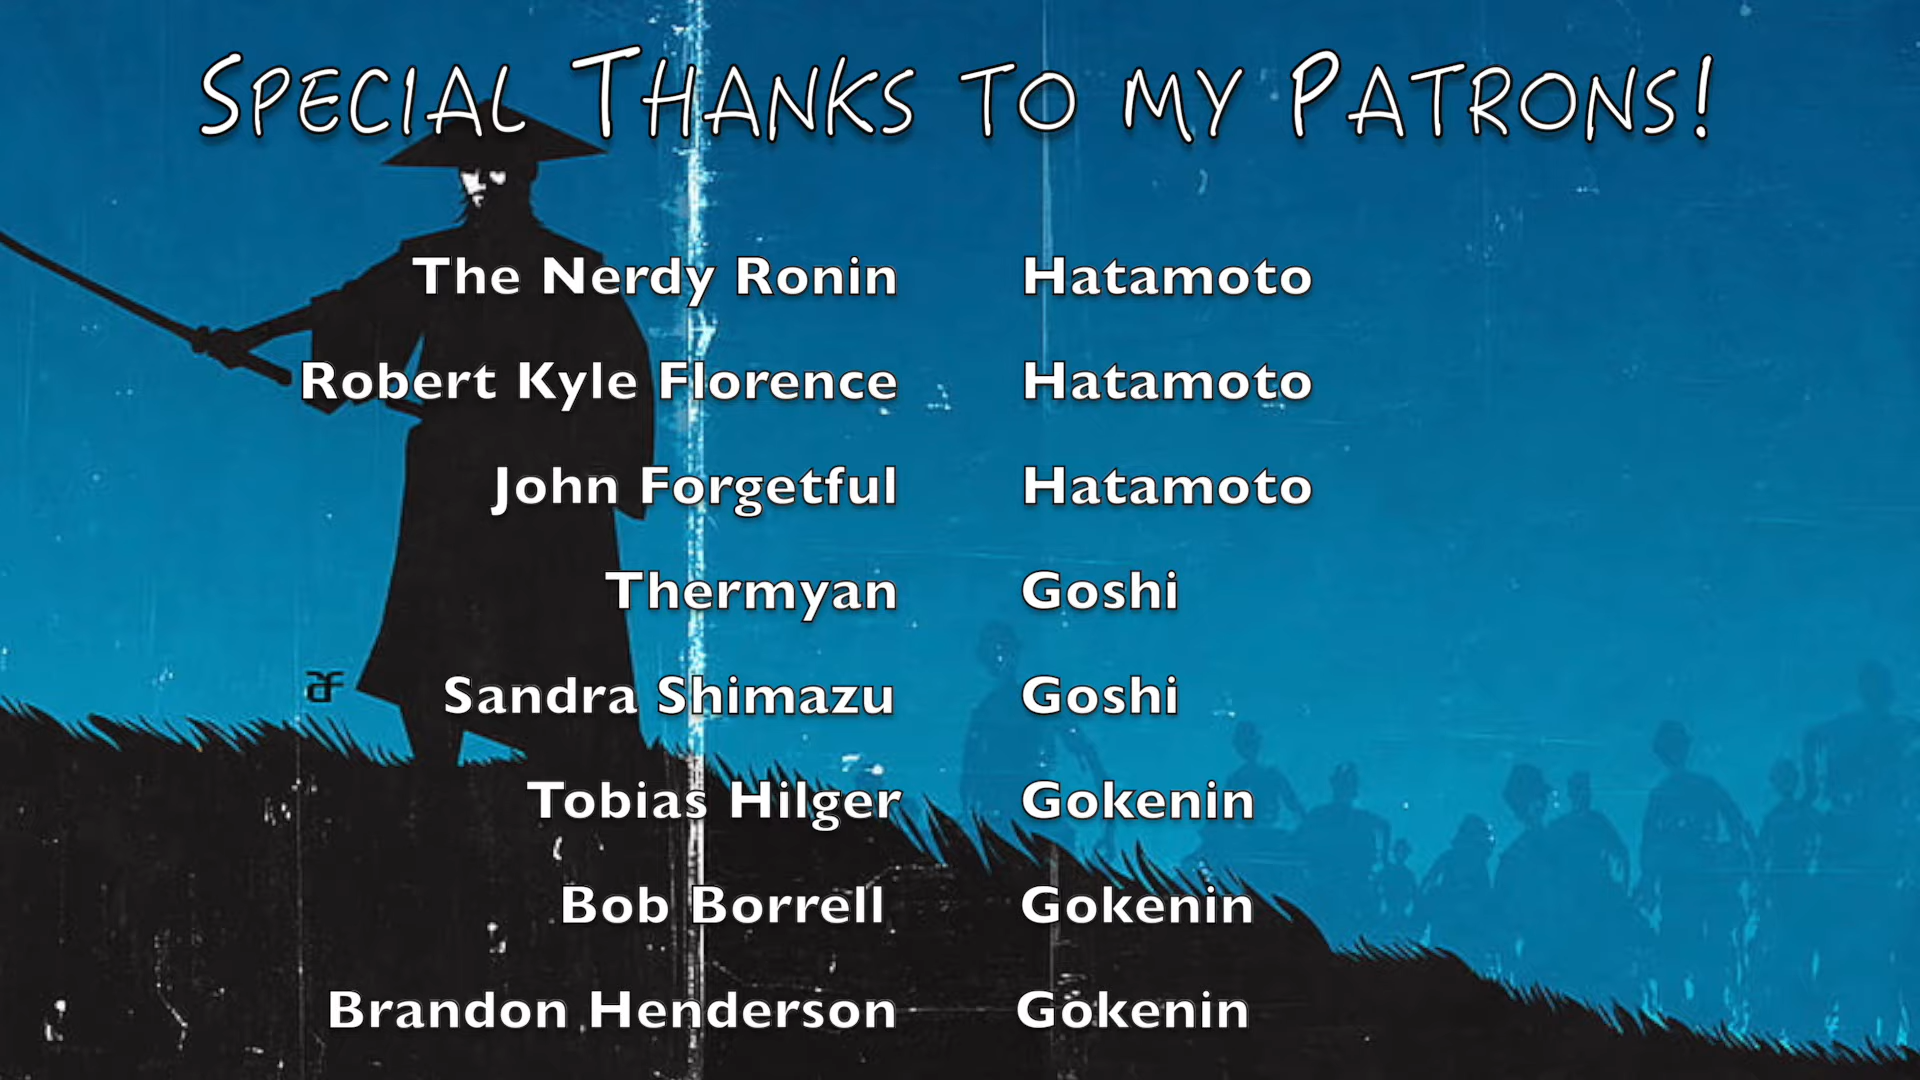 Special Thanks to my Patrons!
The Nerdy Ronin Hatamoto
Robert Kyle Florence Hatamoto
John Forgetful Hatamoto
Thermyan Goshi
Sandra Shimazu Goshi
Tobias Hilger Gokenin
Bob Borrell Gokenin
Brandon Henderson Gokenin